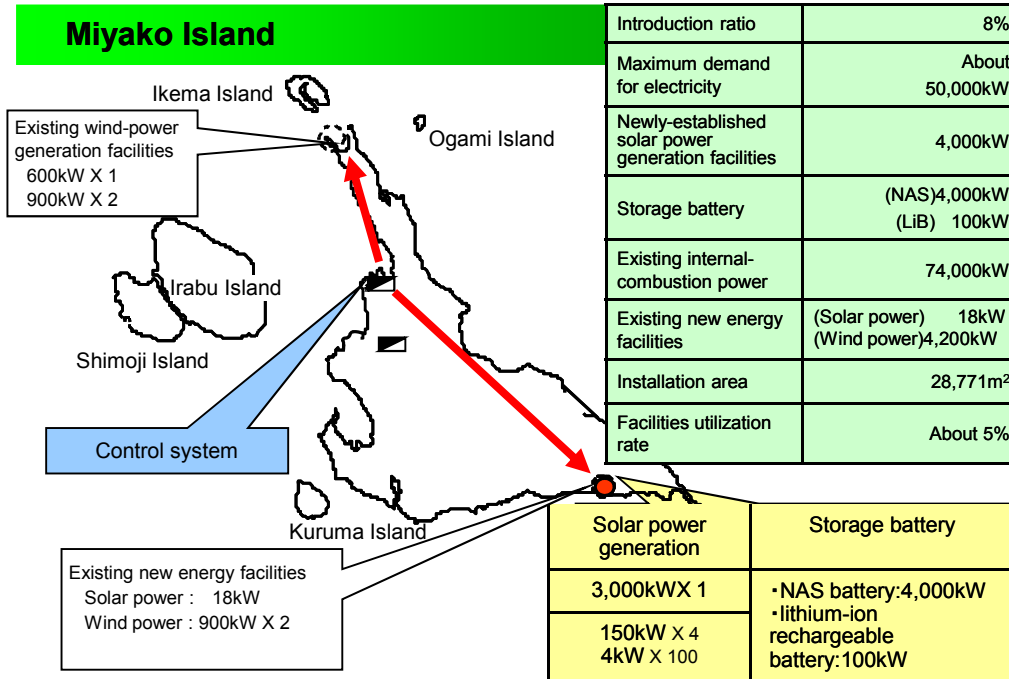 Miyako Island
Introduction ratio 8%
Maximum demand
for electricity
About
50,000kW
Newly-established
solar power
generation facilities
4,000kW
Storage battery
(NAS)4,000kW
(LiB) 100kW
Existing internal-
combustion power
74,000kW
Existing new energy
facilities
(Solar power) 18kW
(Wind power)4,200kW
Installation area 28,771m²
Facilities utilization
rate
About 5%
Ikema Island
Ogami Island
Existing wind-power
generation facilities
600kW X 1
900kW X 2
Irabu Island
Shimoji Island
Control system
Kuruma Island
Existing new energy facilities
Solar power : 18kW
Wind power : 900kW X 2
Solar power
generation
Storage battery
3,000kWX 1
150kW X 4
4kW X 100
・NAS battery:4,000kW
・lithium-ion
rechargeable
battery:100kW